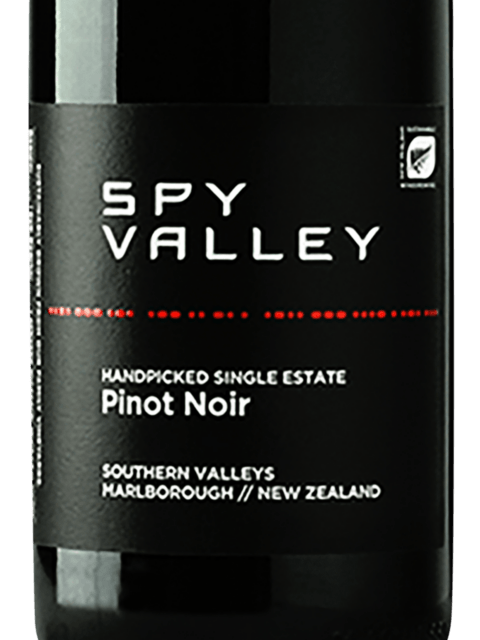 SPY
VALLEY
HANDPICKED SINGLE ESTATE
Pinot Noir
SOUTHERN VALLEYS
MARLBOROUGH // NEW ZEALAND